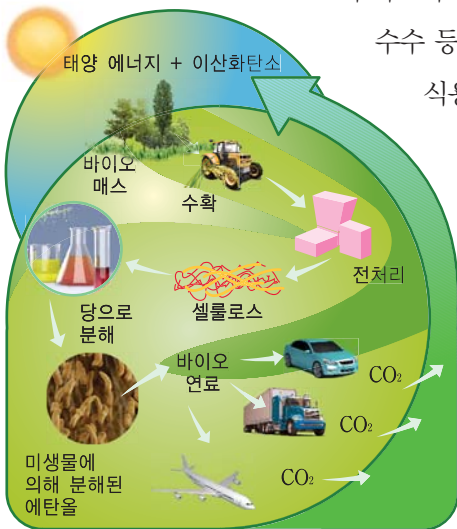 수수 등
태양 에너지 + 이산화탄소
바이오
매스
수확
전처리
셀룰로스
당으로
분해
바이오
연료
CO₂
CO₂
미생물에
의해 분해된
에탄올
CO₂